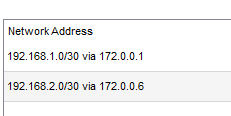 Network Address
192.168.1.0/30 via 172.0.0.1
192.168.2.0/30 via 172.0.0.6